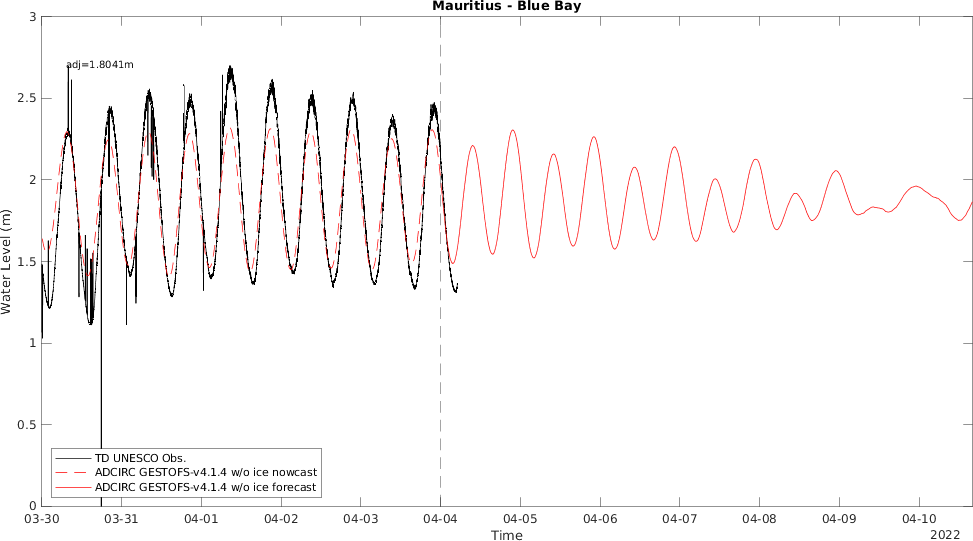 Mauritius - Blue Bay
adj=1.8041m
3
2.5
2
1.5
1
0.5
0
Water Level (m)
TD UNESCO Obs.
ADCIRC GESTOFS-v4.1.4 w/o ice nowcast
ADCIRC GESTOFS-v4.1.4 w/o ice forecast
03-30 03-31 04-01 04-02 04-03 04-04 04-05 04-06 04-07 04-08 04-09 04-10
2022
Time